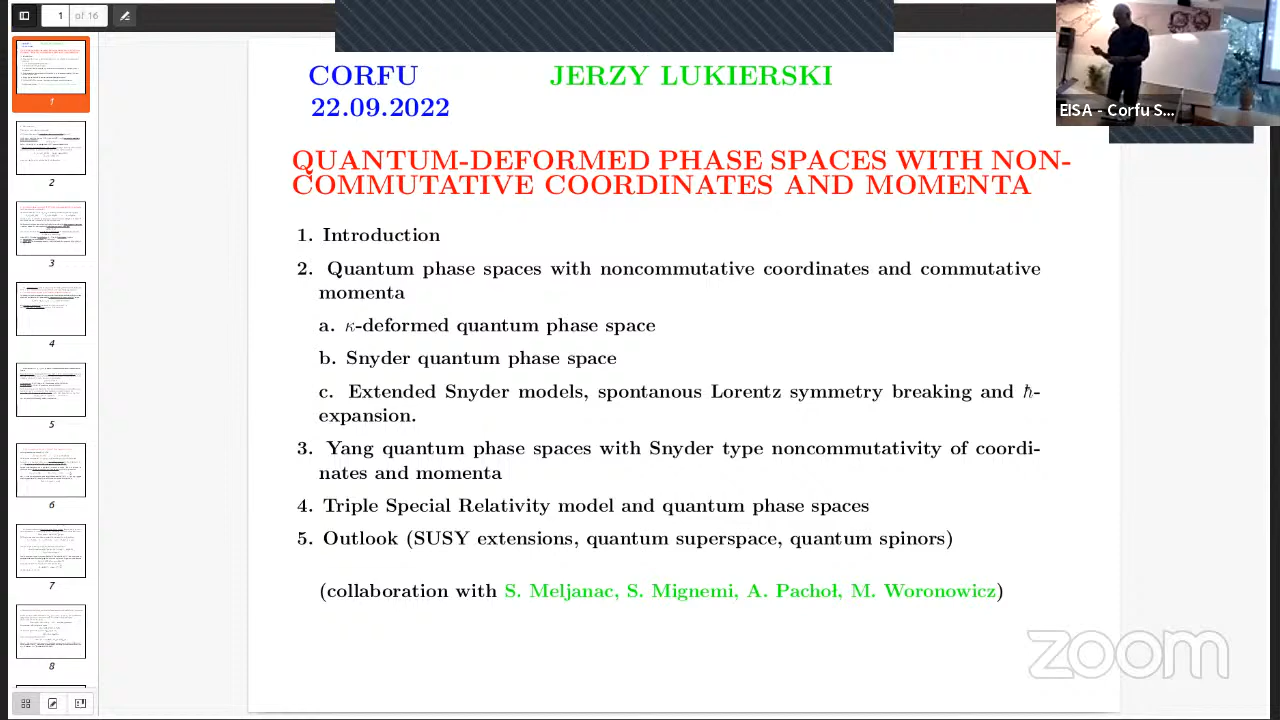 1 of 16
CORFU JERZY LUKIERSKI
22.09.2022
EISA - Corfu S...
QUANTUM-DEFORMED PHASE SPACES WITH NON-
COMMUTATIVE COORDINATES AND MOMENTA
1. Introduction
2. Quantum phase spaces with noncommutative coordinates and commutative
momenta
a. κ-deformed quantum phase space
b. Snyder quantum phase space
c. Extended Snyder models, spontanous Lorentz symmetry breaking and ℏ-
expansion.
3. Yang quantum phase spaces with Snyder type noncommutativity of coordi-
nates and momenta
4. Triple Special Relativity model and quantum phase spaces
5. Outlook (SUSY extensions, quantum superspace, quantum spinors)
(collaboration with S. Meljanac, S. Mignemi, A. Pachoł, M. Woronowicz)
zoom
1
2
3
4
5
6
7
8